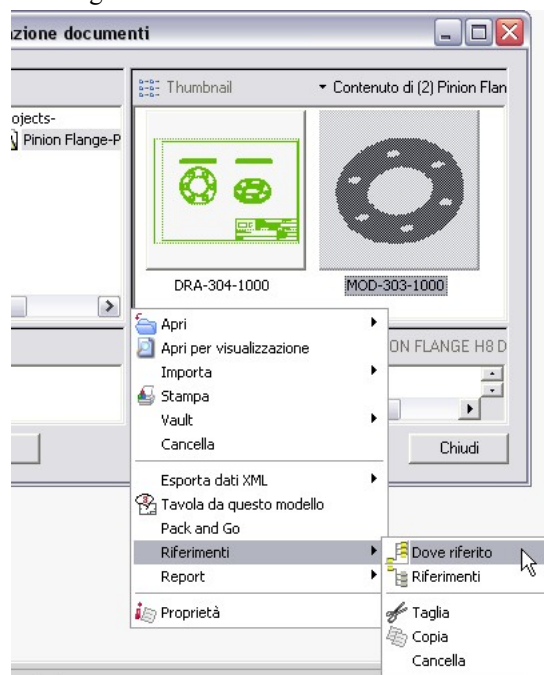 zione documenti
Thumbnail
Contenuto di (2) Pinion Flan
ojects-
Pinion Flange-P
DRA-304-1000
MOD-303-1000
Apri
Apri per visualizzazione
ON FLANGE H8 D
Importa
Stampa
Vault
Cancella
Chiudi
Esporta dati XML
Tavola da questo modello
Pack and Go
Riferimenti
Dove riferito
Report
Riferimenti
Proprietà
Taglia
Copia
Cancella